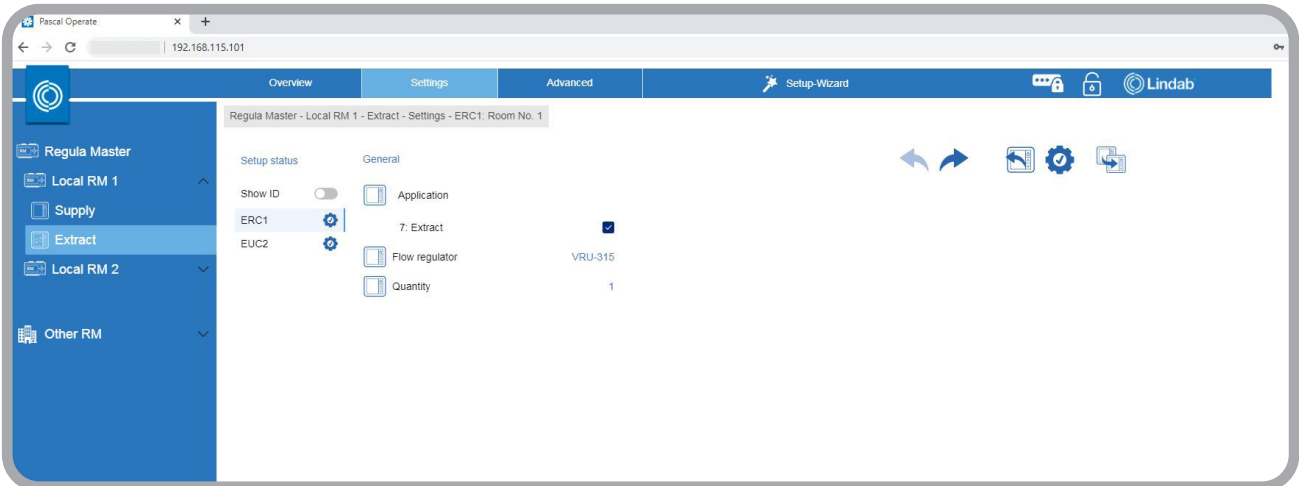 Pascal Operate
192.168.115.101
Overview Settings Advanced Setup-Wizard Lindab
Regula Master - Local RM 1 - Extract - Settings - ERC1: Room No. 1
Regula Master
Local RM 1
Supply
Extract
Local RM 2
Other RM
Setup status
Show ID
ERC1
EUC2
General
Application
7: Extract
Flow regulator VRU-315
Quantity 1